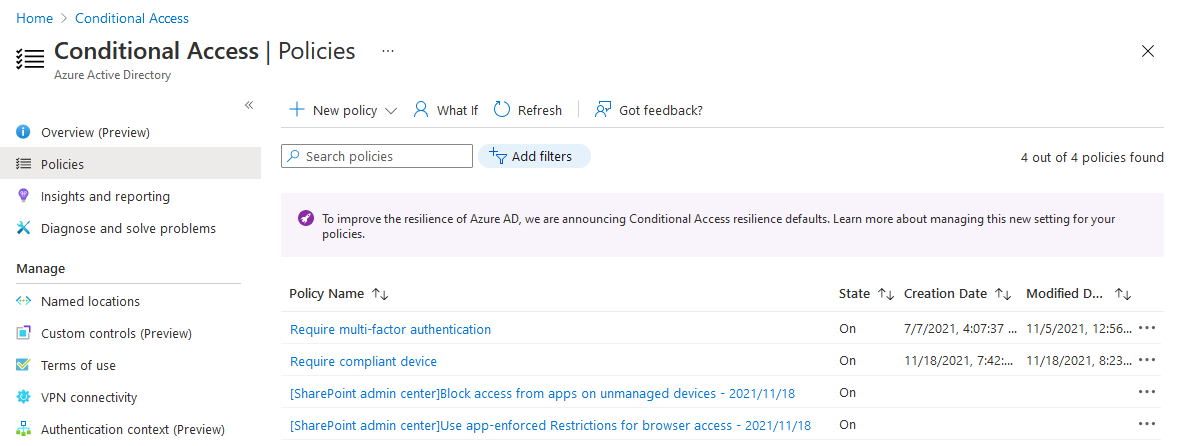 Home > Conditional Access
Conditional Access | Policies ...
Azure Active Directory
«
Overview (Preview)
Policies
Insights and reporting
Diagnose and solve problems
Manage
Named locations
Custom controls (Preview)
Terms of use
VPN connectivity
Authentication context (Preview)
New policy What If Refresh Got feedback?
Search policies Add filters 4 out of 4 policies found
To improve the resilience of Azure AD, we are announcing Conditional Access resilience defaults. Learn more about managing this new setting for your
policies.
Policy Name State Creation Date Modified D...
Require multi-factor authentication On 7/7/2021, 4:07:37 ... 11/5/2021, 12:56...
Require compliant device On 11/18/2021, 7:42:... 11/18/2021, 8:23...
[SharePoint admin center]Block access from apps on unmanaged devices - 2021/11/18 On
[SharePoint admin center]Use app-enforced Restrictions for browser access - 2021/11/18 On